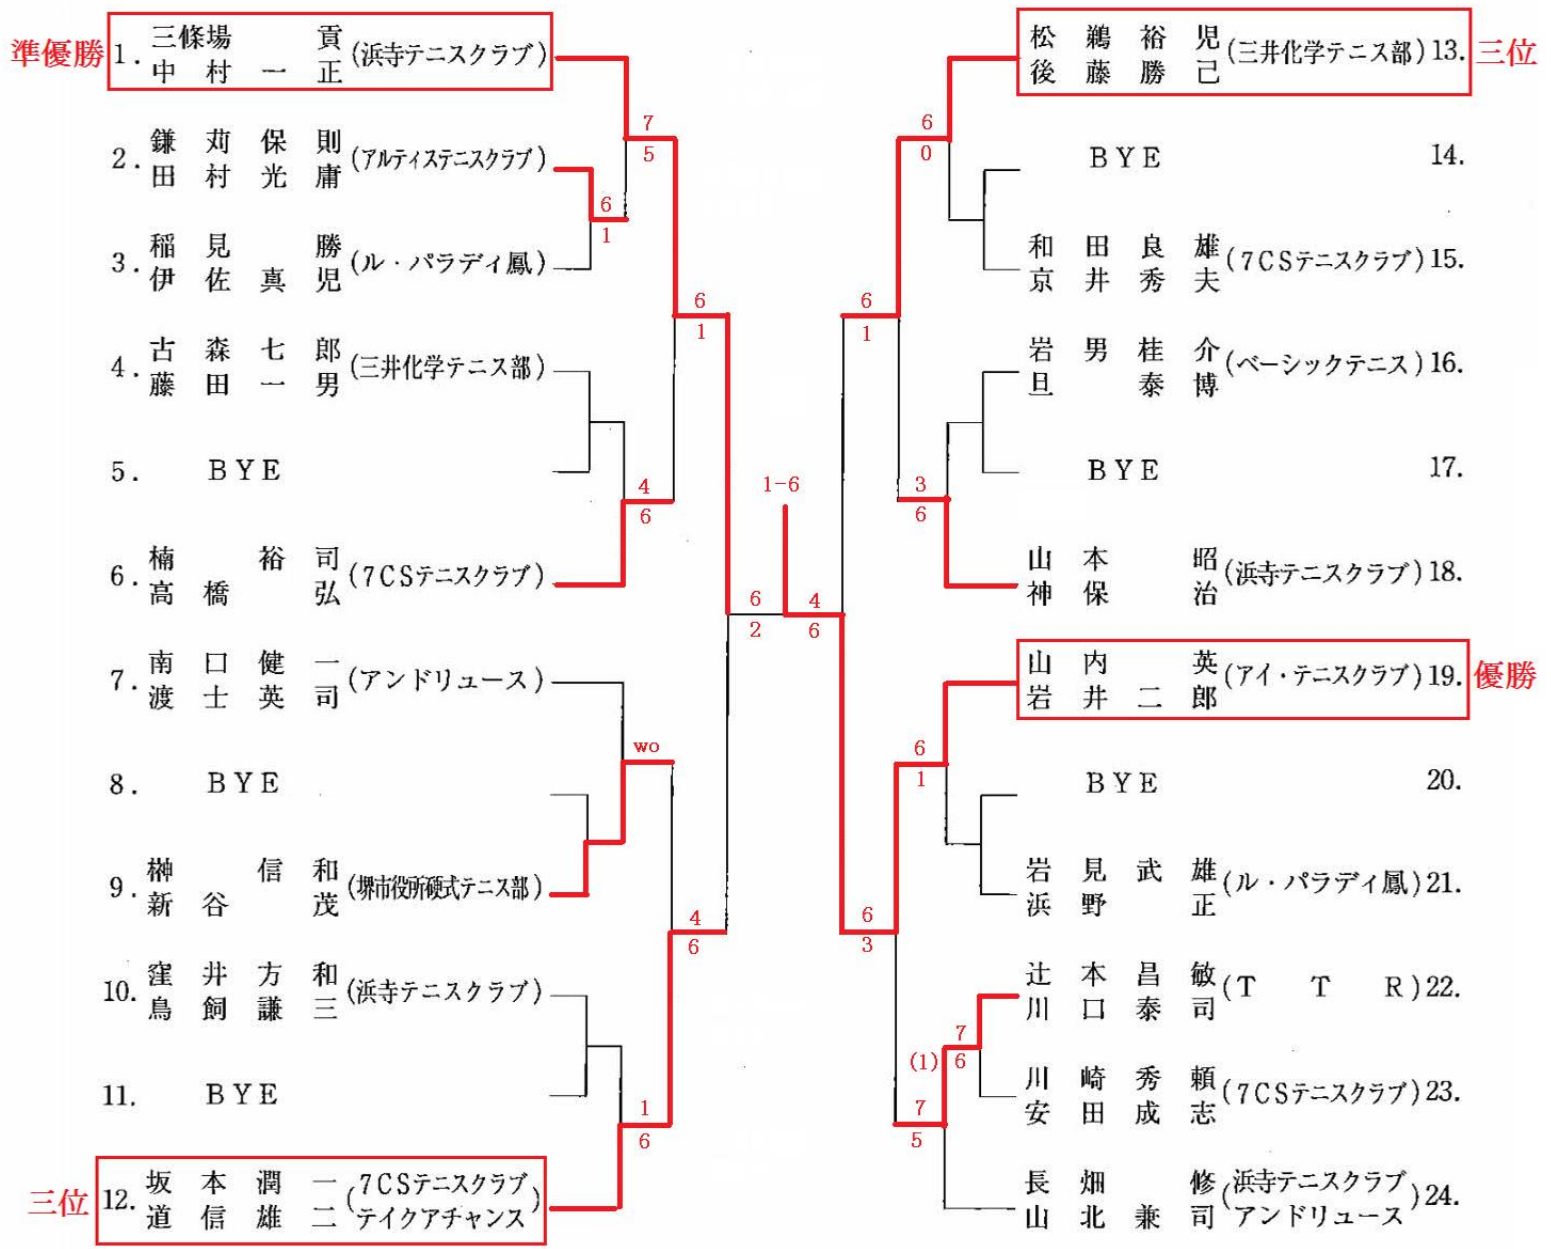 準優勝
1. 三條場 貢 (浜寺テニスクラブ)
中村一正
2. 鎌苅保則 (アルティステニスクラブ)
田村光庸
3. 稲見 勝 (ル・パラディ鳳)
伊佐真児
4. 古森七郎 (三井化学テニス部)
藤田一男
5. BYE
6. 楠 裕司 (7CSテニスクラブ)
高橋 弘
7. 南口健一 (アンドリュース)
渡士英司
8. BYE
9. 榊 信和 (堺市役所硬式テニス部)
新谷 茂
10. 窪井方和 (浜寺テニスクラブ)
鳥飼謙三
11. BYE
三位
12. 坂本潤一 (7CSテニスクラブ
道信雄二 テイクアチャンス)
7
5
6
1
6
1
4
6
wo
4
6
1
6
6
2
1-6
4
6
6
0
6
1
3
6
6
1
6
3
7
(1) 6
7
5
松鵜裕児 (三井化学テニス部) 13.
後藤勝己
三位
BYE 14.
和田良雄 (7CSテニスクラブ) 15.
京井秀夫
岩男桂介 (ベーシックテニス) 16.
旦 泰博
BYE 17.
山本 昭 (浜寺テニスクラブ) 18.
神保 治
山内 英 (アイ・テニスクラブ) 19.
岩井二郎
優勝
BYE 20.
岩見武雄 (ル・パラディ鳳) 21.
浜野 正
辻本昌敏 (T T R) 22.
川口泰司
川崎秀頼 (7CSテニスクラブ) 23.
安田成志
長畑 修 (浜寺テニスクラブ
山北兼司 アンドリュース) 24.